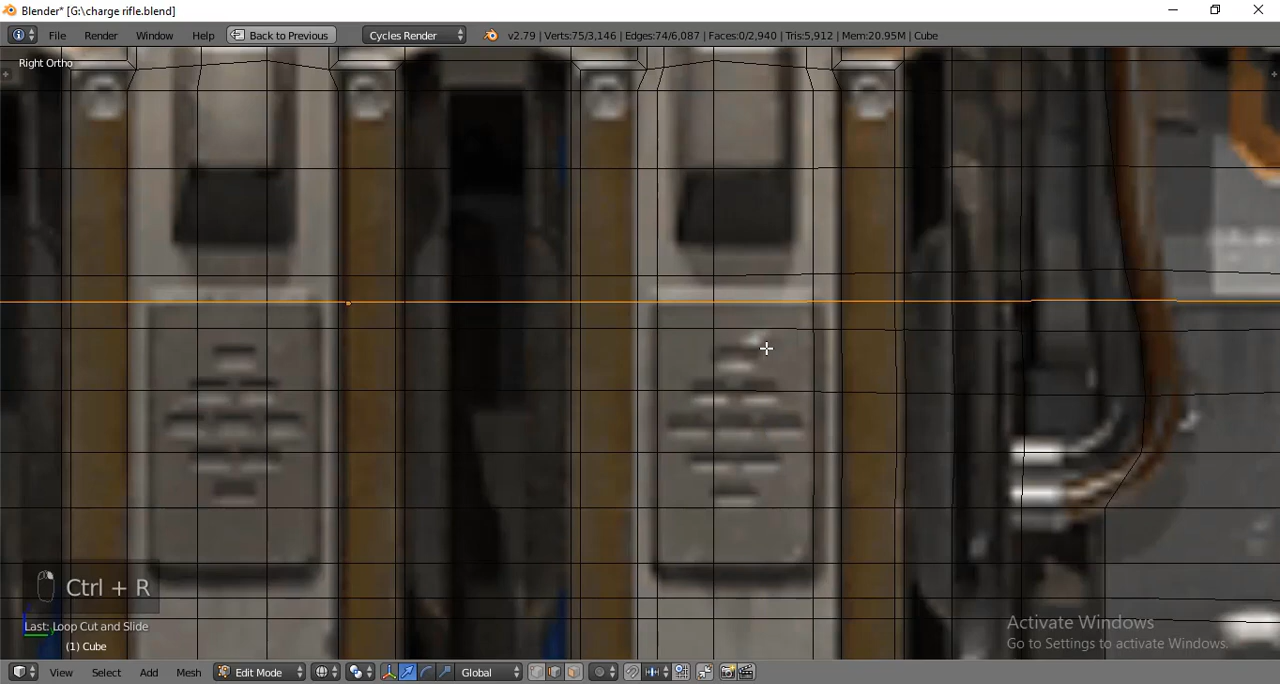 Blender* [G:\charge rifle.blend]
File Render Window Help Back to Previous Cycles Render v2.79 | Verts:75/3,146 | Edges:74/6,087 | Faces:0/2,940 | Tris:5,912 | Mem:20.95M | Cube
Right Ortho
Ctrl + R
Last: Loop Cut and Slide
(1) Cube
Activate Windows
Go to Settings to activate Windows.
View Select Add Mesh Edit Mode Global